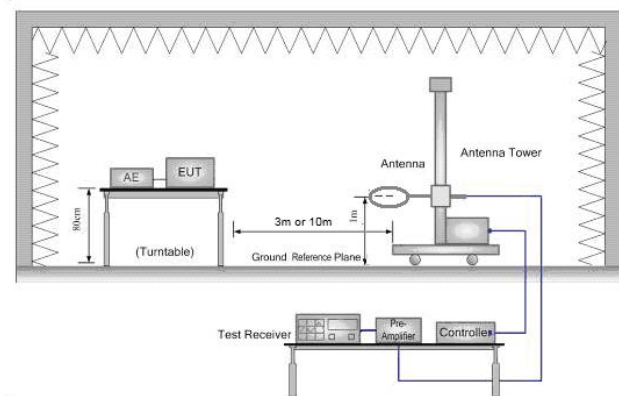 AE
EUT
80cm
(Turntable)
3m or 10m
Antenna
Antenna Tower
1m
Ground Reference Plane
Test Receiver
Pre-
Amplifier
Controller